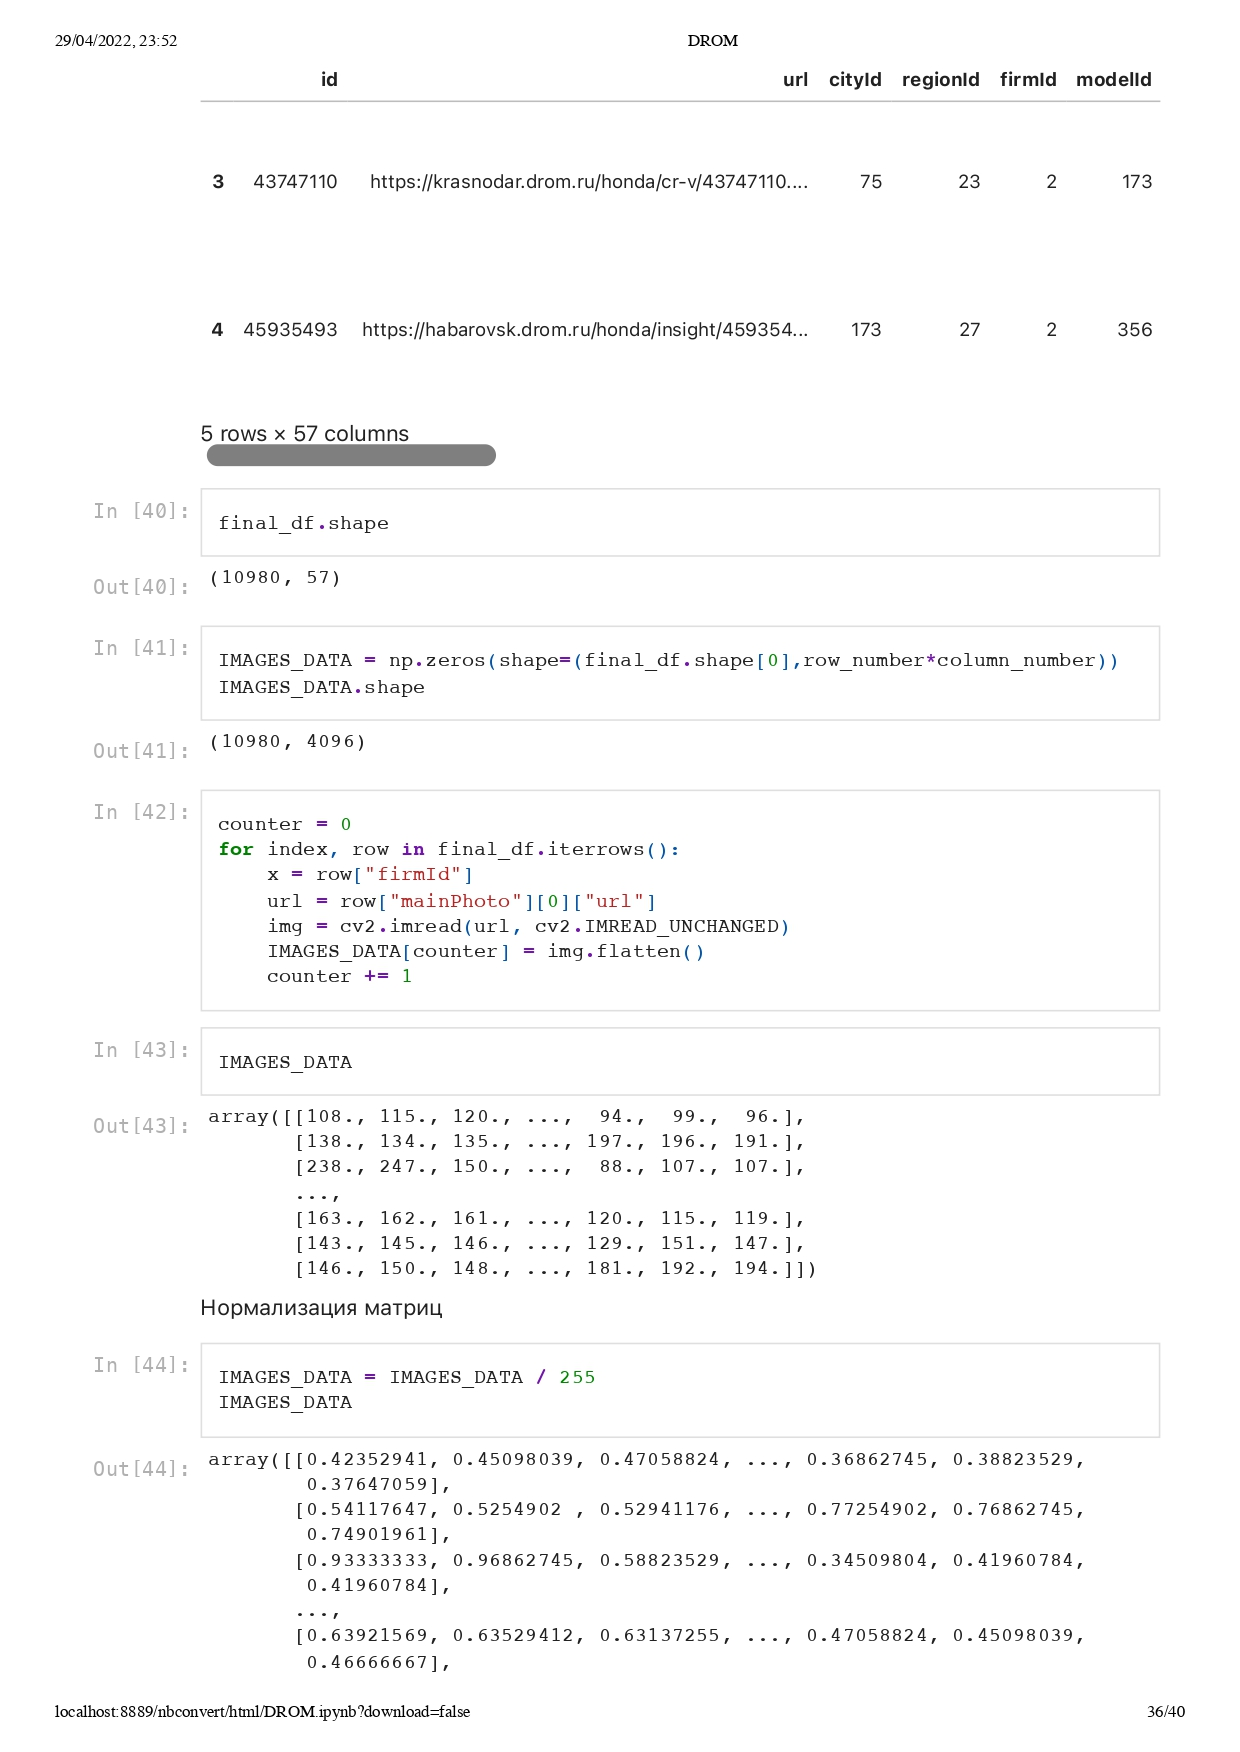 29/04/2022, 23:52 DROM
id url cityId regionId firmId modelId
3 43747110 https://krasnodar.drom.ru/honda/cr-v/43747110.... 75 23 2 173
4 45935493 https://habarovsk.drom.ru/honda/insight/459354... 173 27 2 356
5 rows × 57 columns
In [40]:
final_df.shape
Out[40]: (10980, 57)
In [41]:
IMAGES_DATA = np.zeros(shape=(final_df.shape[0],row_number*column_number))
IMAGES_DATA.shape
Out[41]: (10980, 4096)
In [42]:
counter = 0
for index, row in final_df.iterrows():
    x = row["firmId"]
    url = row["mainPhoto"][0]["url"]
    img = cv2.imread(url, cv2.IMREAD_UNCHANGED)
    IMAGES_DATA[counter] = img.flatten()
    counter += 1
In [43]:
IMAGES_DATA
Out[43]: array([[108., 115., 120., ...,  94.,  99.,  96.],
       [138., 134., 135., ..., 197., 196., 191.],
       [238., 247., 150., ...,  88., 107., 107.],
       ...,
       [163., 162., 161., ..., 120., 115., 119.],
       [143., 145., 146., ..., 129., 151., 147.],
       [146., 150., 148., ..., 181., 192., 194.]])
Нормализация матриц
In [44]:
IMAGES_DATA = IMAGES_DATA / 255
IMAGES_DATA
Out[44]: array([[0.42352941, 0.45098039, 0.47058824, ..., 0.36862745, 0.38823529,
        0.37647059],
       [0.54117647, 0.5254902 , 0.52941176, ..., 0.77254902, 0.76862745,
        0.74901961],
       [0.93333333, 0.96862745, 0.58823529, ..., 0.34509804, 0.41960784,
        0.41960784],
       ...,
       [0.63921569, 0.63529412, 0.63137255, ..., 0.47058824, 0.45098039,
        0.46666667],
localhost:8889/nbconvert/html/DROM.ipynb?download=false 36/40